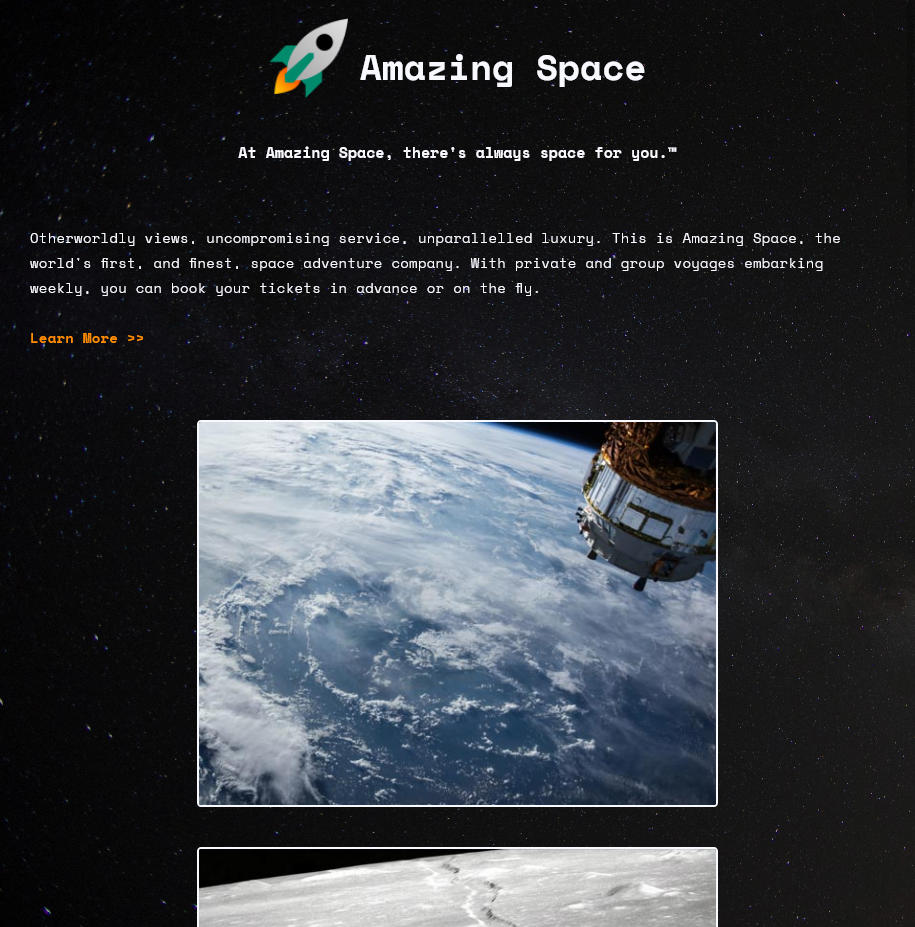 Amazing Space
At Amazing Space, there's always space for you.™
Otherworldly views, uncompromising service, unparallelled luxury. This is Amazing Space, the
world's first, and finest, space adventure company. With private and group voyages embarking
weekly, you can book your tickets in advance or on the fly.
Learn More >>